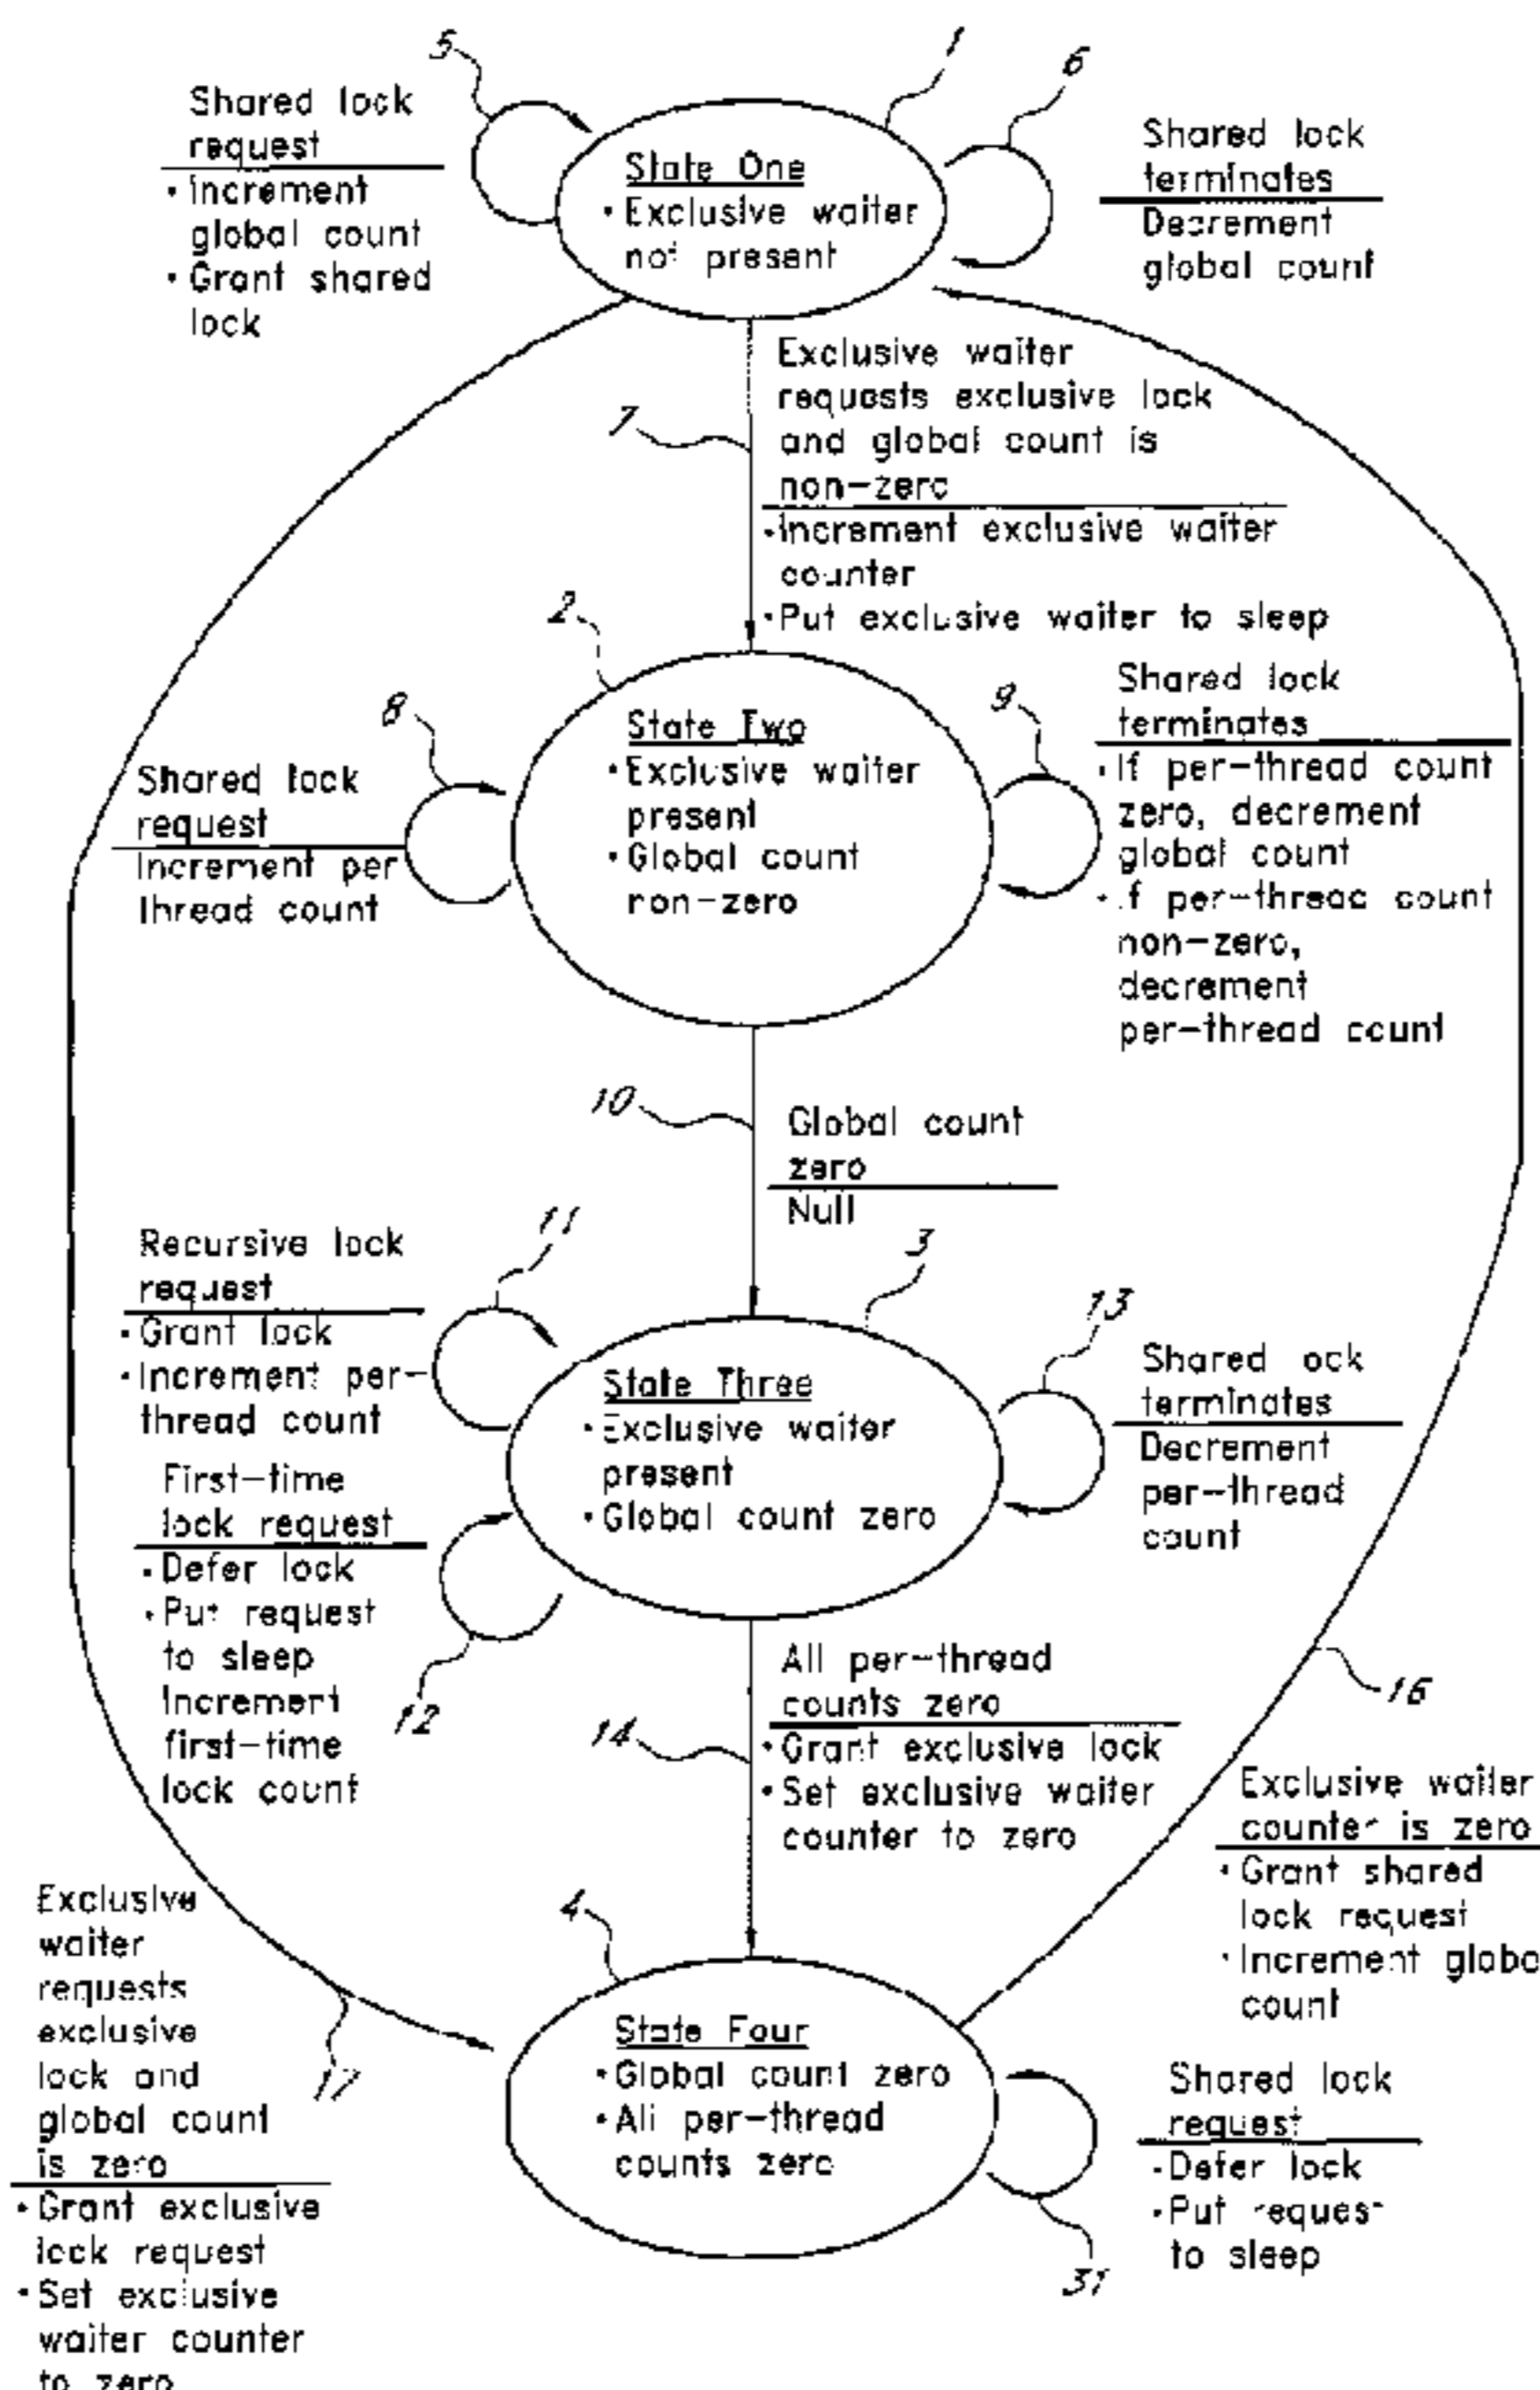 5
1
6
Shared lock
request
• Increment
global count
• Grant shared
lock
State One
• Exclusive waiter
not present
Shared lock
terminates
Decrement
global count
7
Exclusive waiter
requests exclusive lock
and global count is
non-zero
• Increment exclusive waiter
counter
• Put exclusive waiter to sleep
2
8
9
Shared lock
request
Increment per
thread count
State Two
• Exclusive waiter
present
• Global count
non-zero
Shared lock
terminates
• If per-thread count
zero, decrement
global count
• If per-thread count
non-zero,
decrement
per-thread count
10
Global count
zero
Null
11
3
13
Recursive lock
request
• Grant lock
• Increment per-
thread count
First-time
lock request
• Defer lock
• Put request
to sleep
Increment
first-time
lock count
12
State Three
• Exclusive waiter
present
• Global count zero
Shared lock
terminates
Decrement
per-thread
count
14
All per-thread
counts zero
• Grant exclusive lock
• Set exclusive waiter
counter to zero
16
Exclusive waiter
counter is zero
• Grant shared
lock request
• Increment globa
count
Exclusive
waiter
requests
exclusive
lock and
global count
is zero
• Grant exclusive
lock request
• Set exclusive
waiter counter
to zero
17
4
State Four
• Global count zero
• All per-thread
counts zero
Shared lock
request
• Defer lock
• Put request
to sleep
31